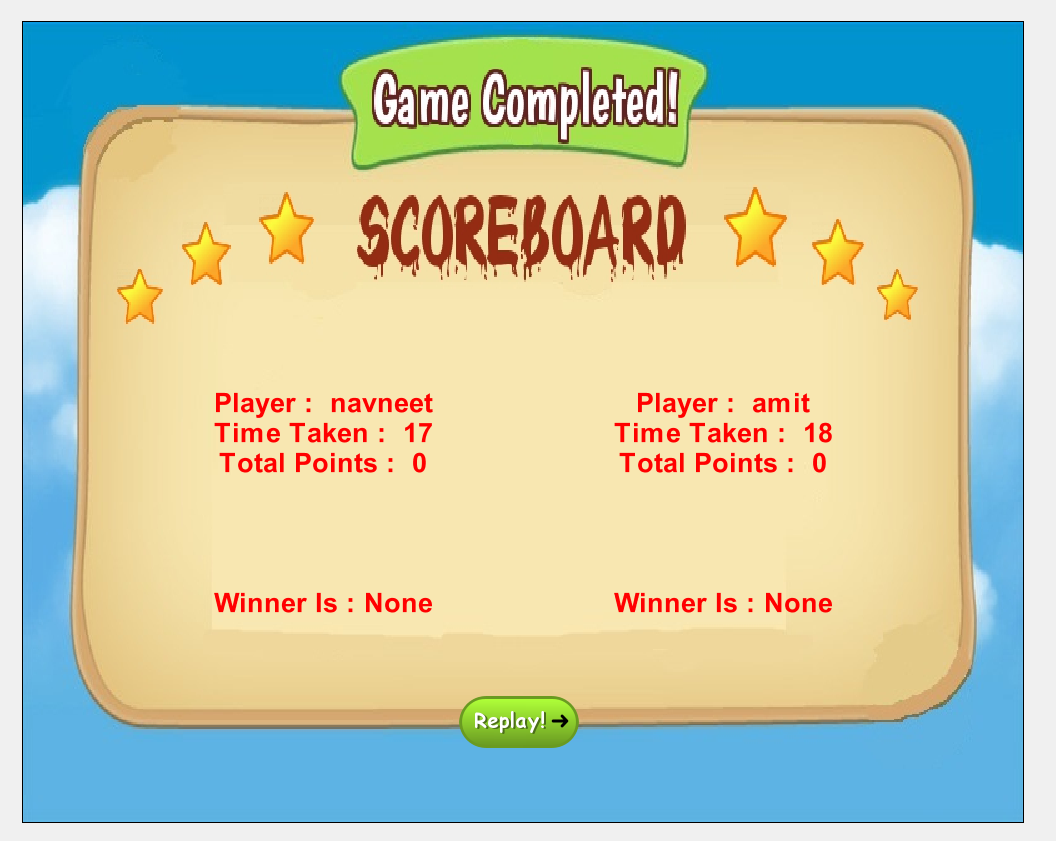 Game Completed!
SCOREBOARD
Player :  navneet
Time Taken :  17
Total Points :  0
Player :  amit
Time Taken :  18
Total Points :  0
Winner Is : None
Winner Is : None
Replay! →